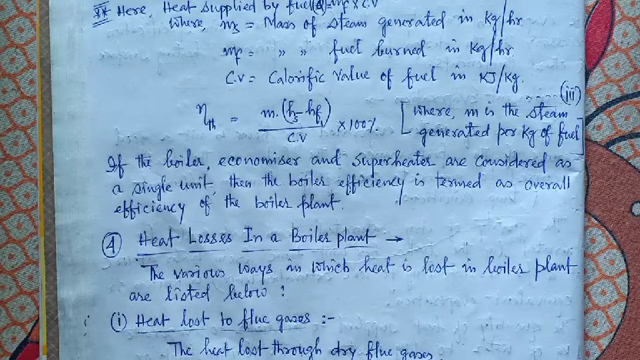 ** Here, Heat supplied by fuel = mf × C.V
where, ms = Mass of steam generated in kg/hr
mf = " " fuel burned in kg/hr
C.V = Calorific value of fuel in KJ/kg.
(iii)
ηth = m.(hs-hf1)/C.V × 100% [where, m is the steam generated per kg of fuel]
If the boiler, economiser and superheater are considered as
a single unit, then the boiler efficiency is termed as overall
efficiency of the boiler plant.
④ Heat Losses In a Boiler plant →
The various ways in which heat is lost in boiler plant
are listed below:
(i) Heat lost to flue gases :-
The heat lost through dry flue gases